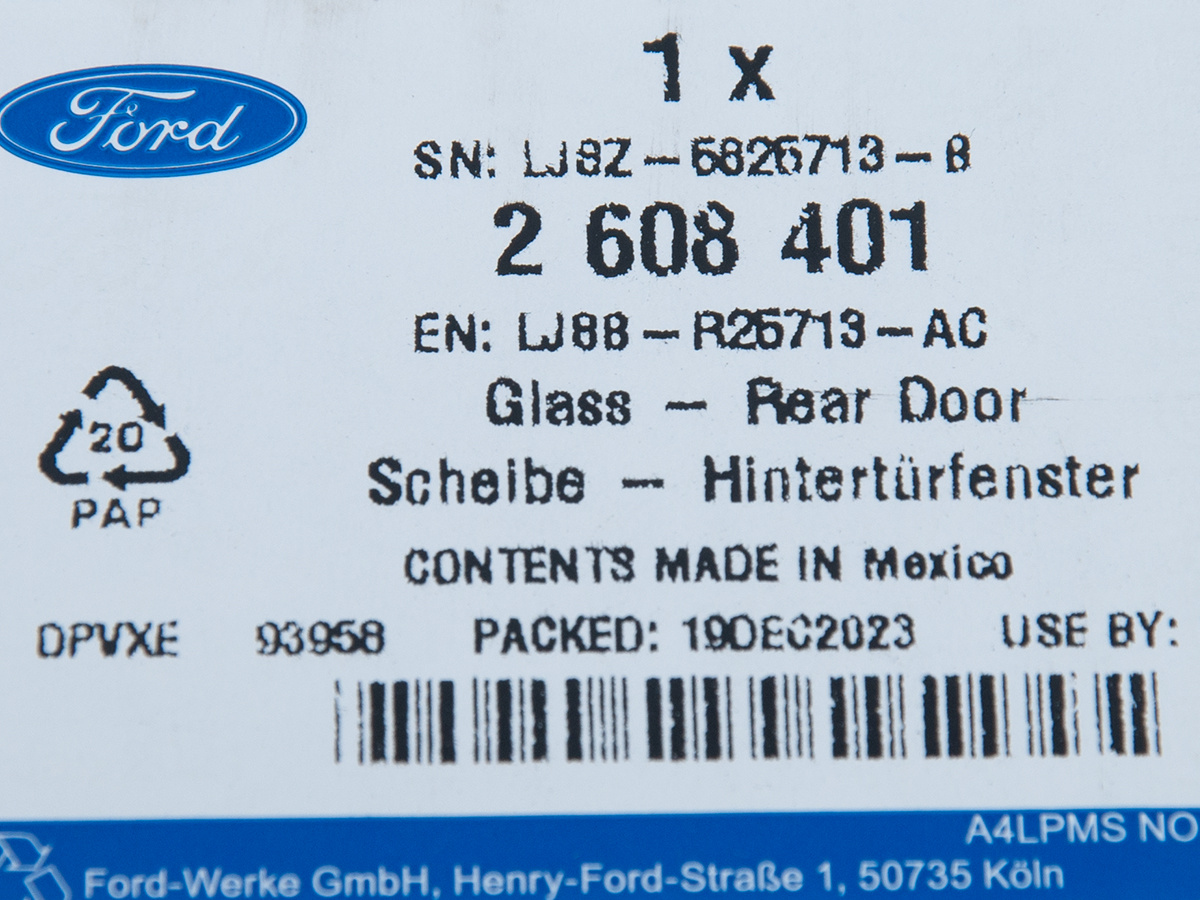 Ford
1 x
SN: LJ8Z-5825713-B
2 608 401
EN: LJ8B-R25713-AC
Glass - Rear Door
Scheibe - Hintertürfenster
20
PAP
CONTENTS MADE IN Mexico
DPVXE 93958 PACKED: 19DEC2023 USE BY:
A4LPMS NO
Ford-Werke GmbH, Henry-Ford-Straße 1, 50735 Köln